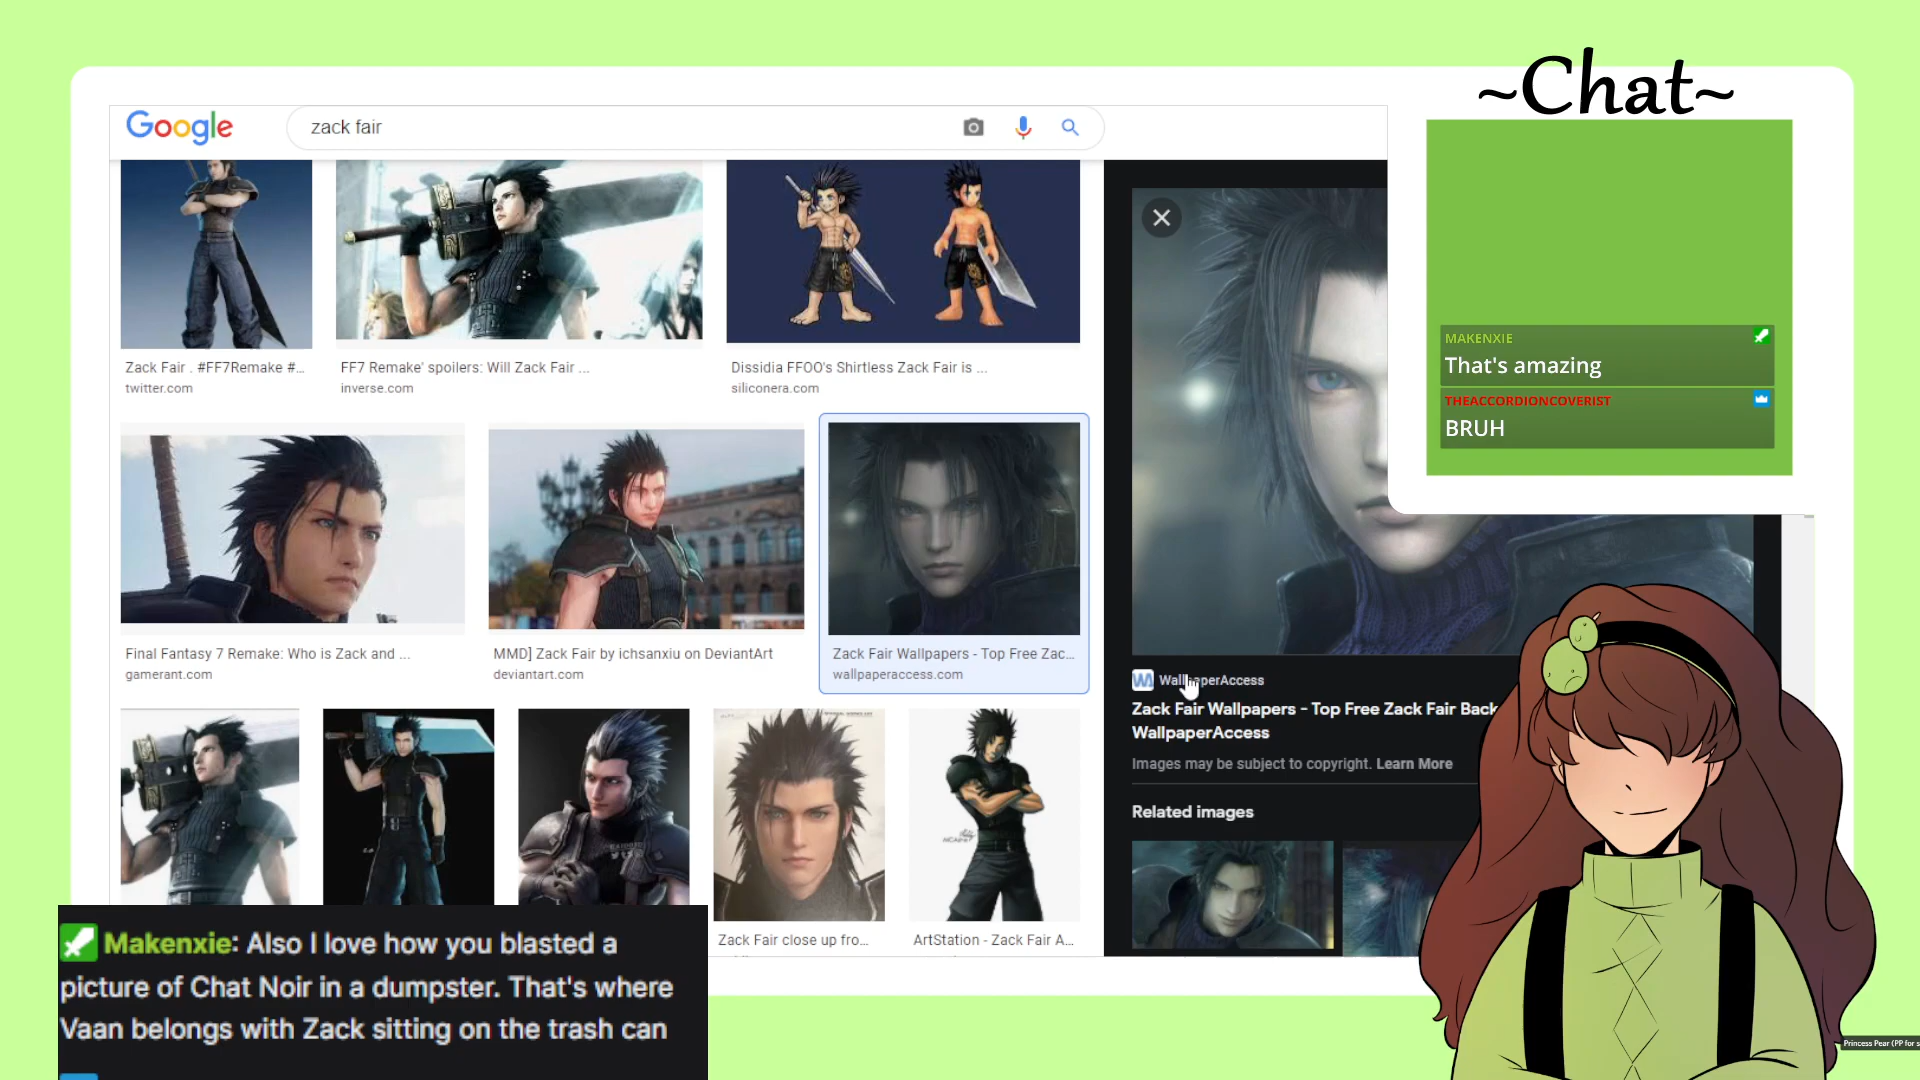 ~Chat~
Google
zack fair
MAKENXIE
That's amazing
THEACCORDIONCOVERIST
BRUH
Zack Fair . #FF7Remake #...
twitter.com
FF7 Remake' spoilers: Will Zack Fair ...
inverse.com
Dissidia FFOO's Shirtless Zack Fair is ...
siliconera.com
Final Fantasy 7 Remake: Who is Zack and ...
gamerant.com
MMD] Zack Fair by ichsanxiu on DeviantArt
deviantart.com
Zack Fair Wallpapers - Top Free Zac...
wallpaperaccess.com
WallpaperAccess
Zack Fair Wallpapers - Top Free Zack Fair Back
WallpaperAccess
Images may be subject to copyright. Learn More
Related images
Zack Fair close up fro...
ArtStation - Zack Fair A...
Makenxie: Also I love how you blasted a
picture of Chat Noir in a dumpster. That's where
Vaan belongs with Zack sitting on the trash can
Princess Pear (PP for s